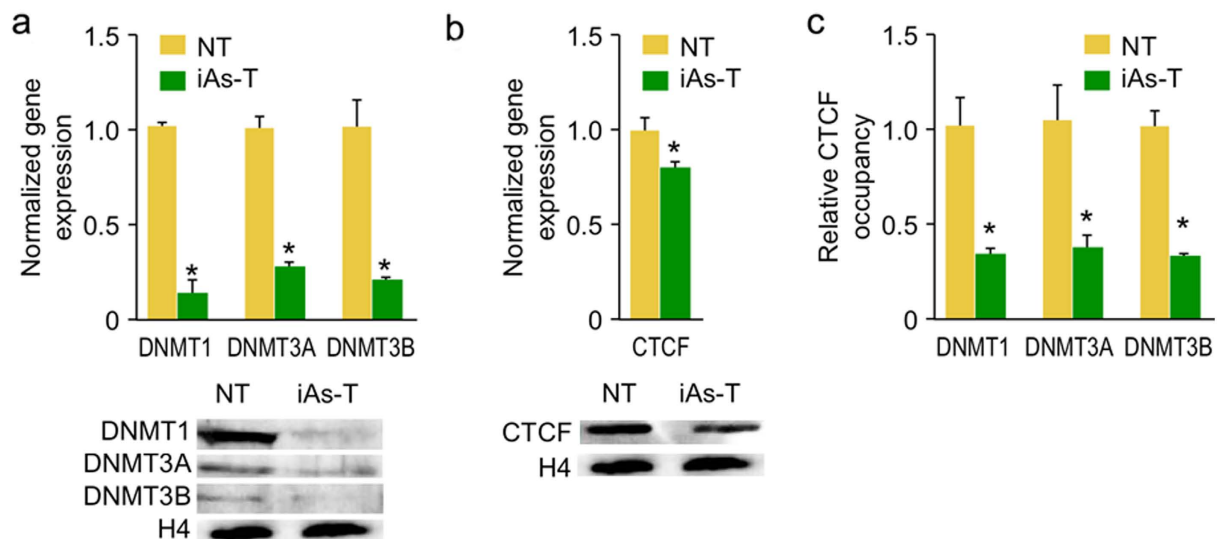 a
1.5
NT
iAs-T
Normalized gene
expression
1.0
*
*
*
0.5
0
DNMT1 DNMT3A DNMT3B
NT iAs-T
DNMT1
DNMT3A
DNMT3B
H4
b
1.5
NT
iAs-T
Normalized gene
expression
1.0
*
0.5
0
CTCF
NT iAs-T
CTCF
H4
c
1.5
NT
iAs-T
Relative CTCF
occupancy
1.0
*
*
*
0.5
0
DNMT1 DNMT3A DNMT3B